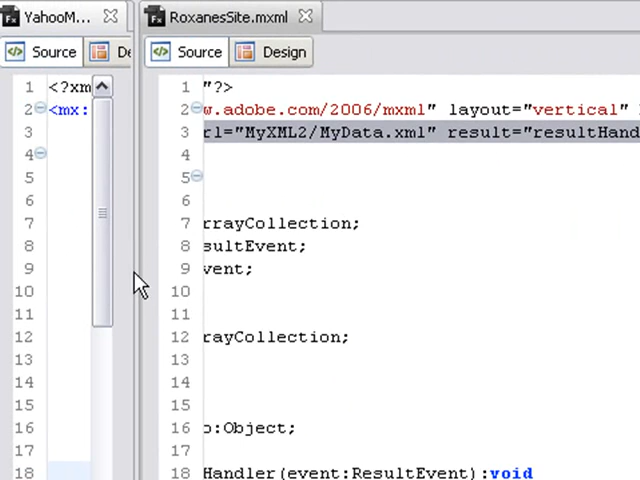 YahooM...
RoxanesSite.mxml
Source
De
Source
Design
1
<?xm
2
<mx:
3
4
5
6
7
8
9
10
11
12
13
14
15
16
17
18
1
"?>
2
w.adobe.com/2006/mxml" layout="vertical"
3
rl="MyXML2/MyData.xml" result="resultHand
4
5
6
7
rrayCollection;
8
sultEvent;
9
vent;
10
11
12
rayCollection;
13
14
15
16
o:Object;
17
18
Handler(event:ResultEvent):void